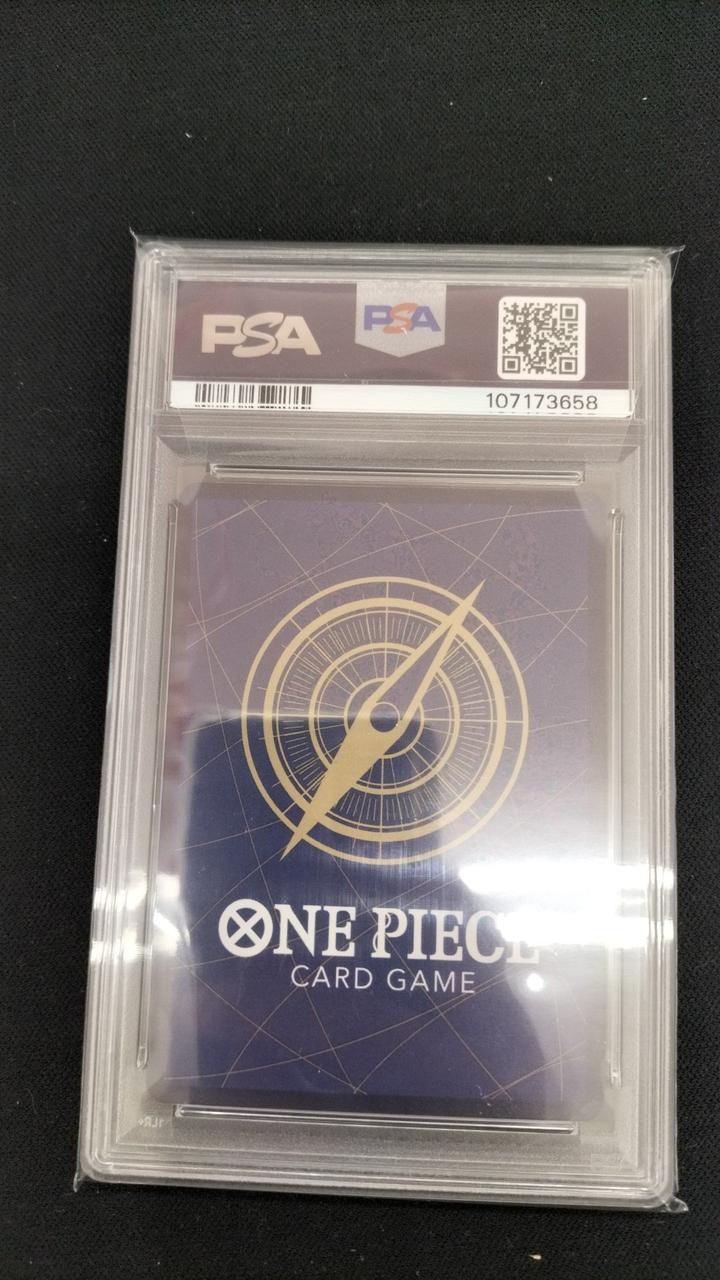 PSA
PSA
107173658
ONE PIECE
CARD GAME